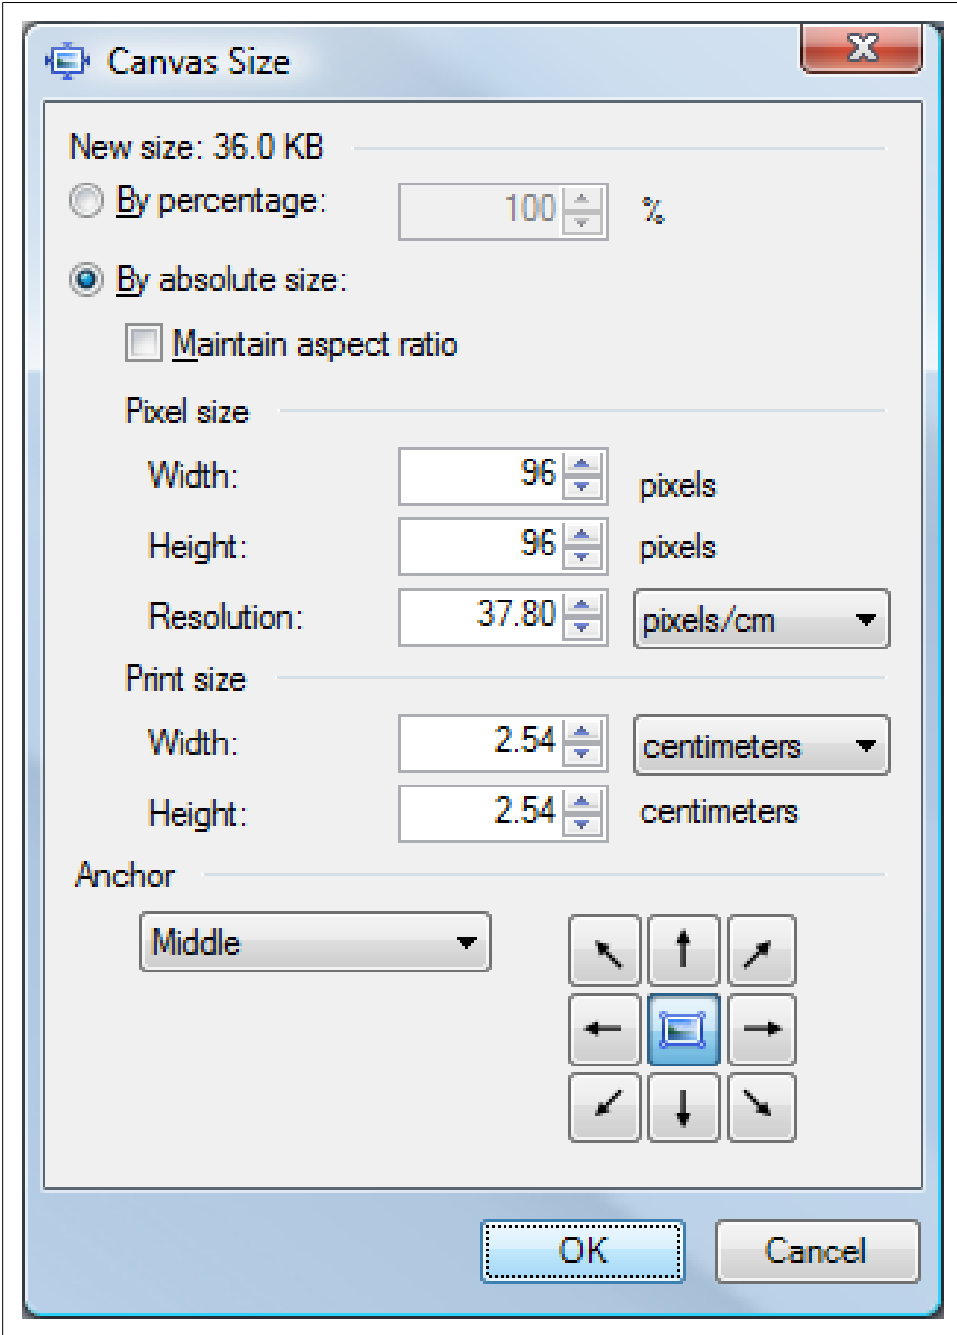 Canvas Size
New size: 36.0 KB
By percentage: 100 %
By absolute size:
Maintain aspect ratio
Pixel size
Width: 96 pixels
Height: 96 pixels
Resolution: 37.80 pixels/cm
Print size
Width: 2.54 centimeters
Height: 2.54 centimeters
Anchor
Middle
OK Cancel